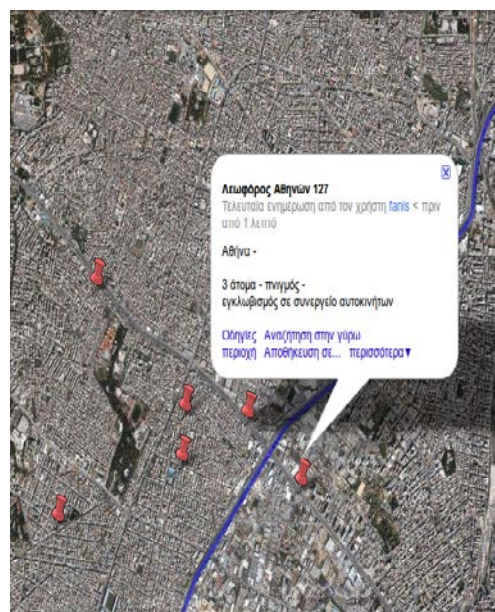 Λεωφόρος Αθηνών 127
Τελευταία ενημέρωση από τον χρήστη fanis < πριν
από 1 λεπτό
Αθήνα -
3 άτομα - πνιγμός -
εγκλωβισμός σε συνεργείο αυτοκινήτων
Οδηγίες Αναζήτηση στην γύρω
περιοχή Αποθήκευση σε... περισσότερα▼